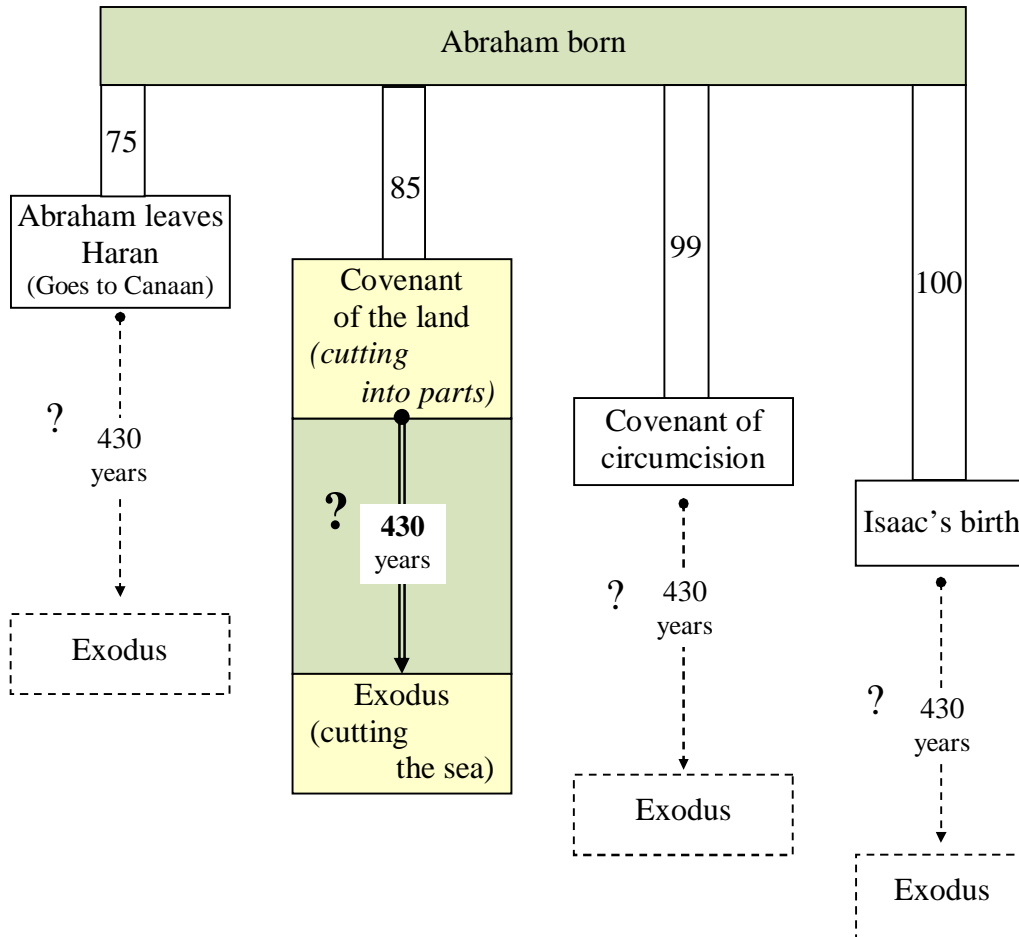 Abraham born
75
Abraham leaves
Haran
(Goes to Canaan)
?
430
years
Exodus
85
Covenant
of the land
(cutting
into parts)
?
430
years
Exodus
(cutting
the sea)
99
Covenant of
circumcision
?
430
years
Exodus
100
Isaac’s birth
?
430
years
Exodus